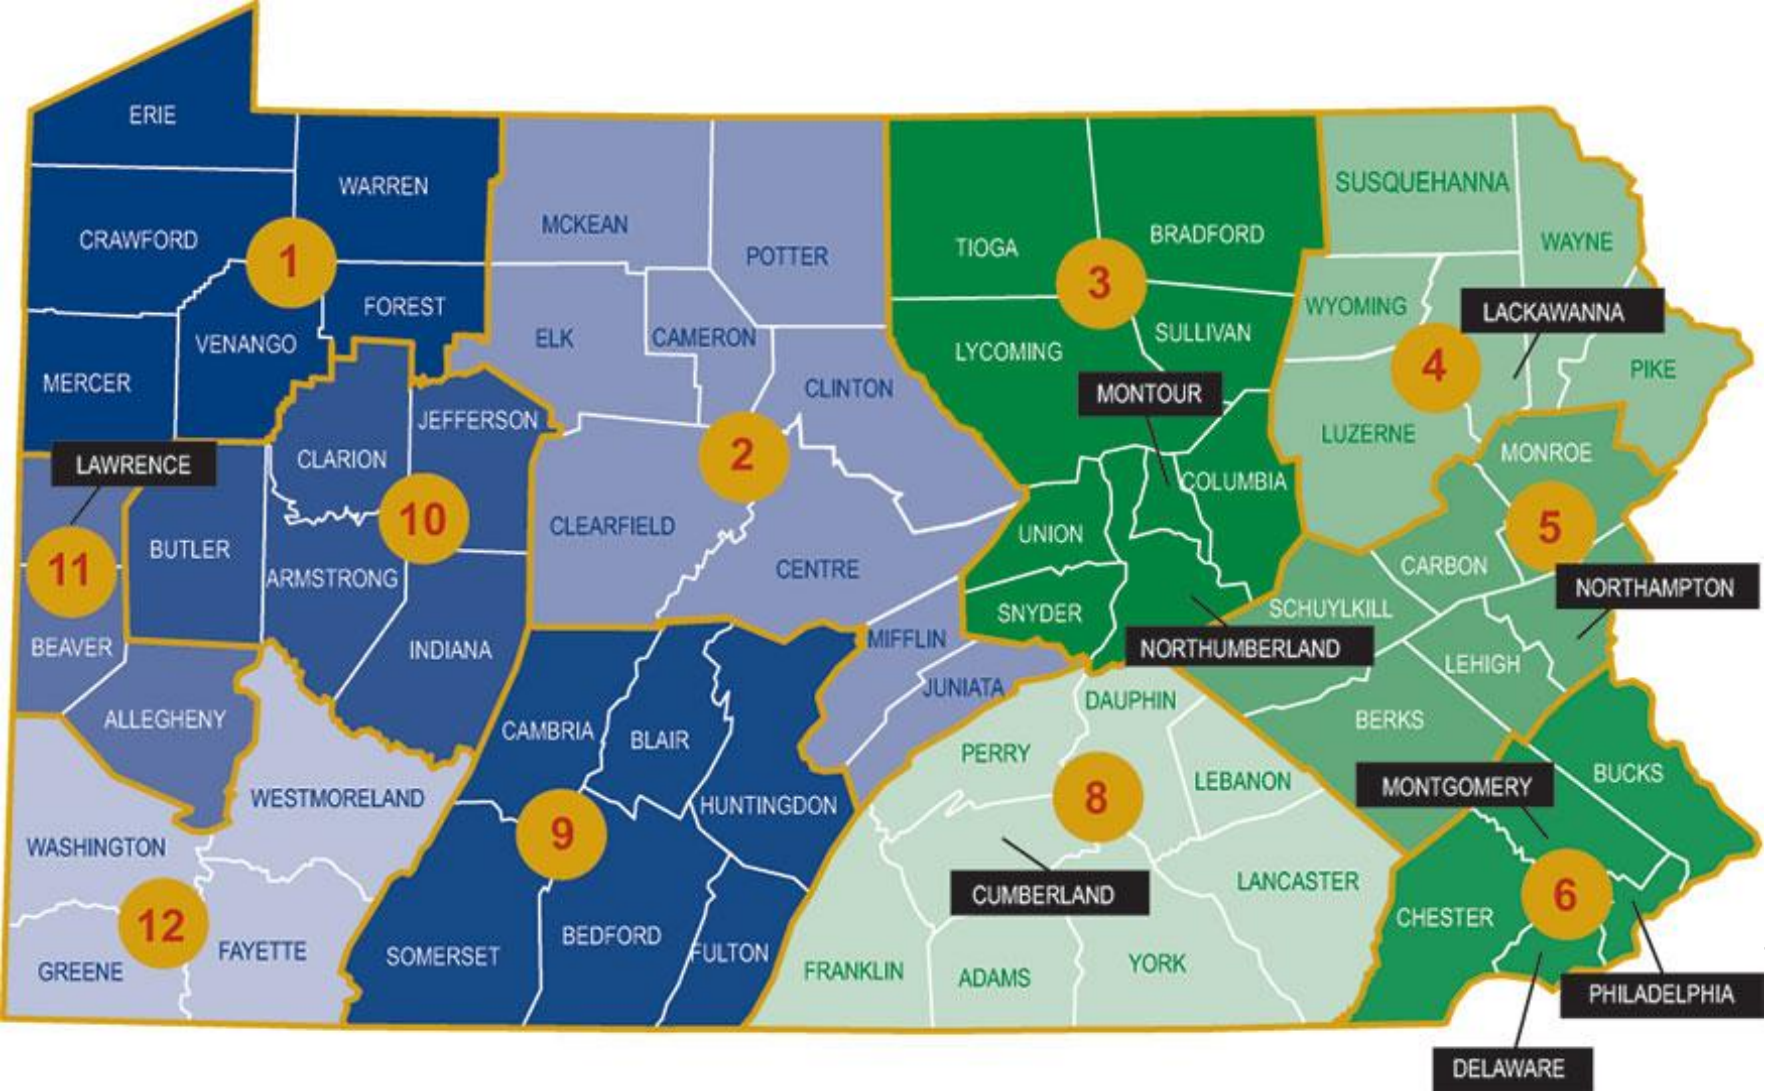 ERIE
WARREN
CRAWFORD
1
MCKEAN
POTTER
TIOGA
BRADFORD
3
SUSQUEHANNA
WAYNE
FOREST
VENANGO
MERCER
ELK
CAMERON
CLINTON
LYCOMING
SULLIVAN
MONTOUR
WYOMING
LACKAWANNA
4
PIKE
LUZERNE
LAWRENCE
CLARION
JEFFERSON
2
COLUMBIA
MONROE
11
BUTLER
10
ARMSTRONG
CLEARFIELD
CENTRE
UNION
SNYDER
5
CARBON
NORTHAMPTON
SCHUYLKILL
BEAVER
INDIANA
MIFFLIN
JUNIATA
NORTHUMBERLAND
LEHIGH
ALLEGHENY
CAMBRIA
BLAIR
DAUPHIN
BERKS
PERRY
WESTMORELAND
HUNTINGDON
8
LEBANON
MONTGOMERY
BUCKS
WASHINGTON
9
CUMBERLAND
LANCASTER
6
CHESTER
12
FAYETTE
GREENE
SOMERSET
BEDFORD
FULTON
FRANKLIN
ADAMS
YORK
PHILADELPHIA
DELAWARE